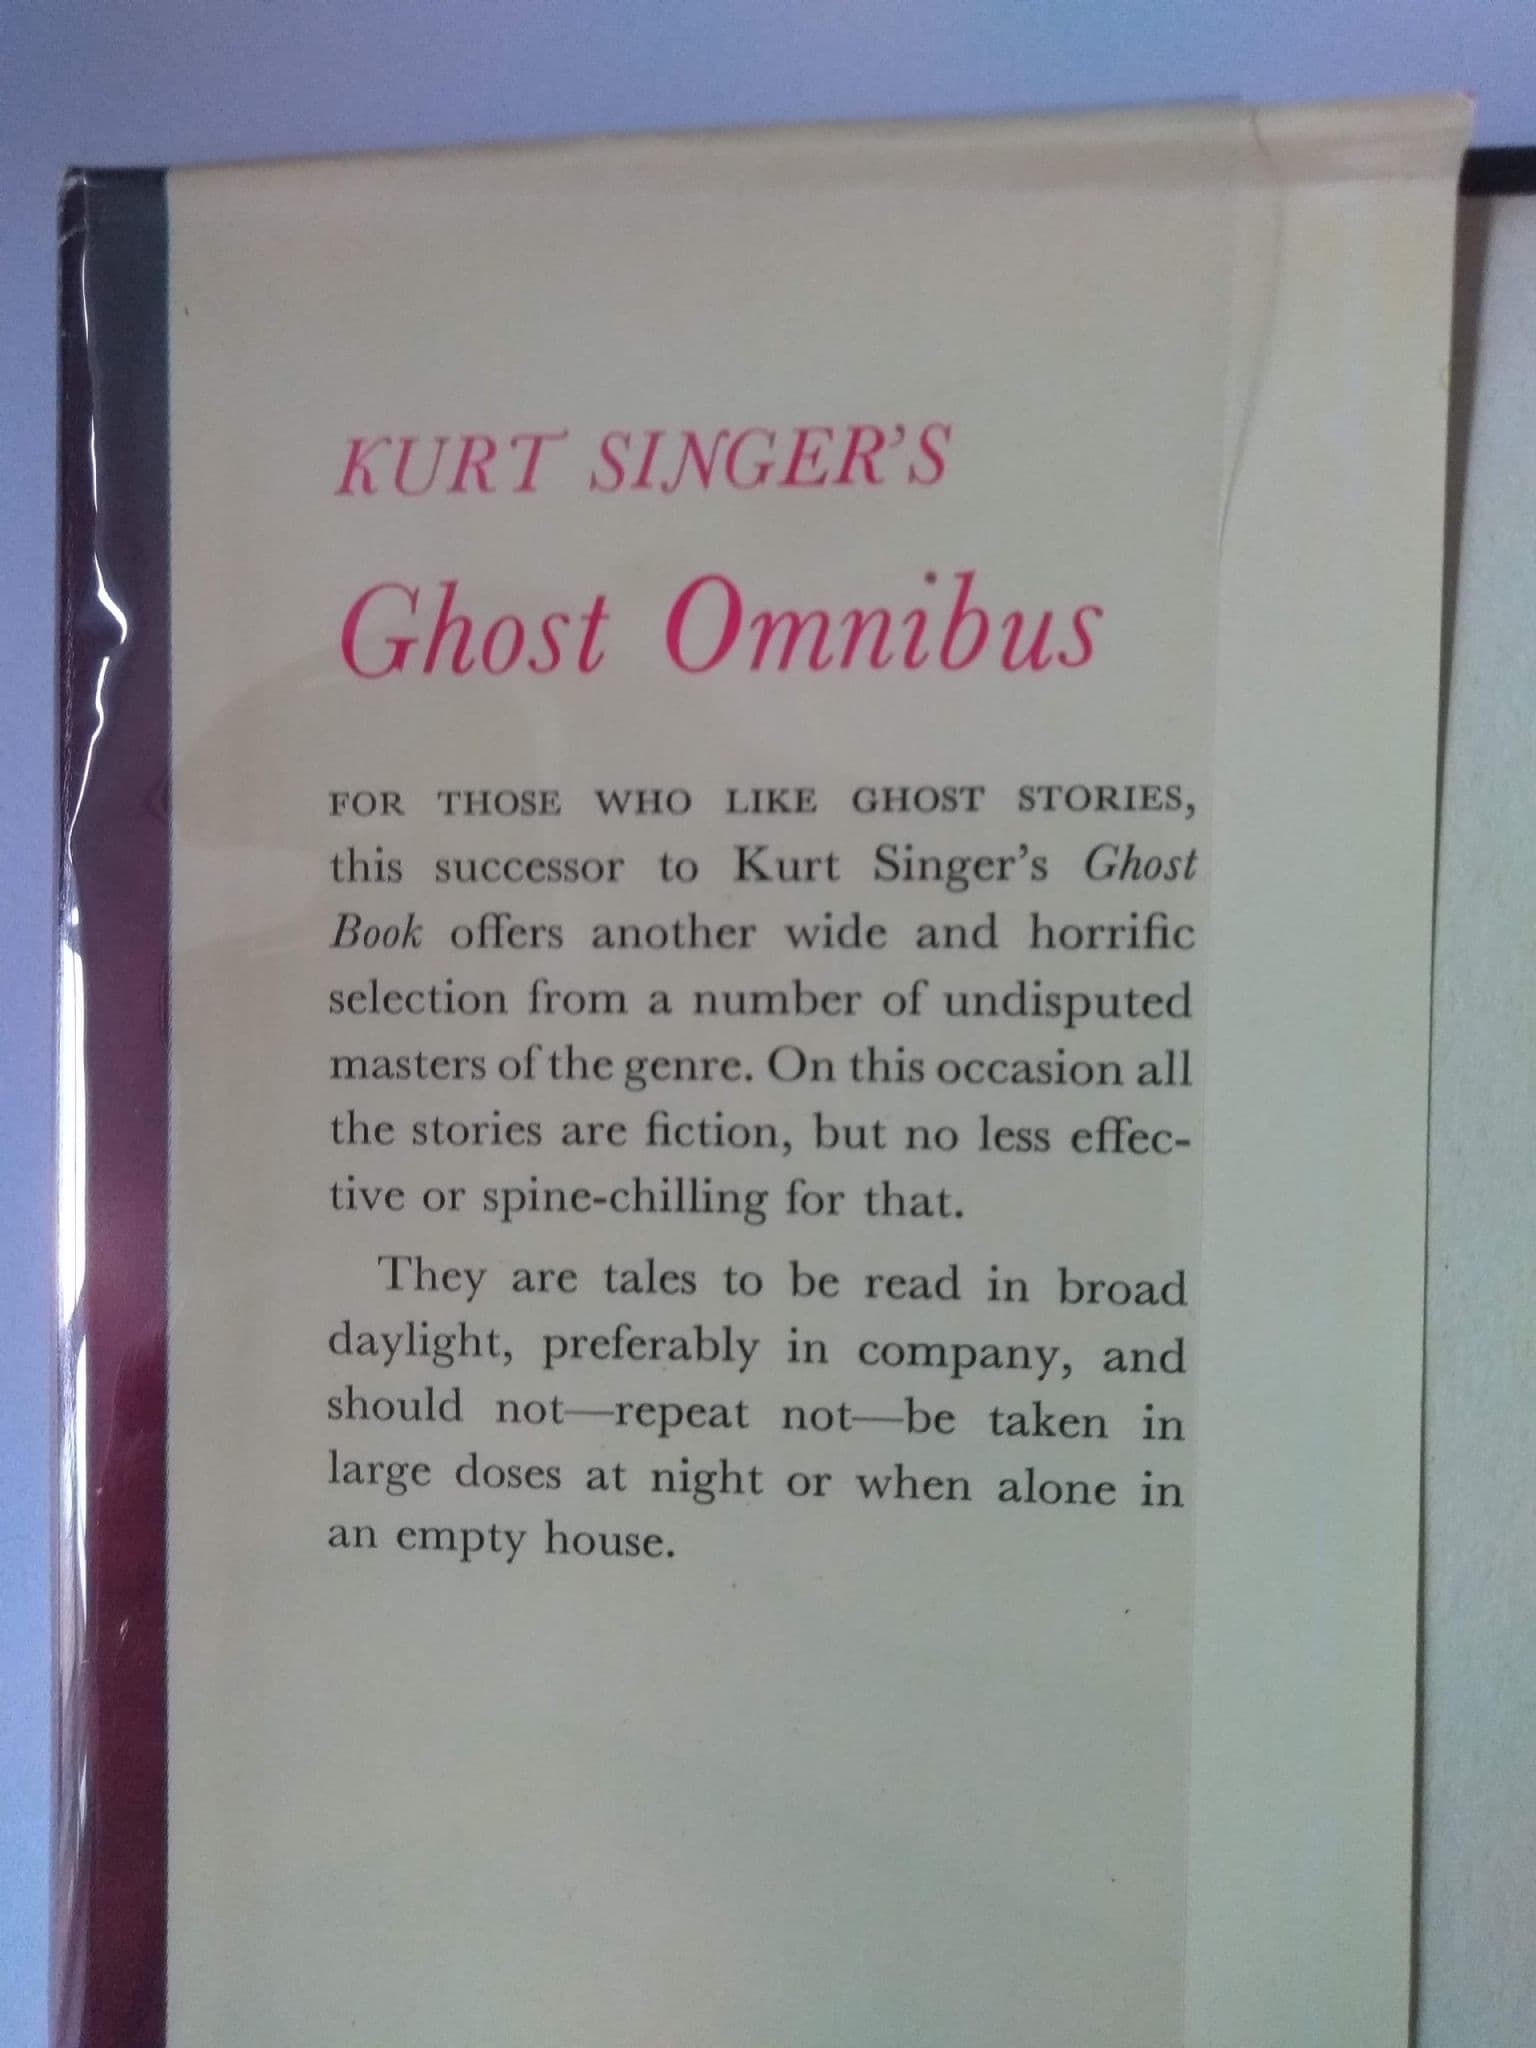 KURT SINGER’S
Ghost Omnibus
FOR THOSE WHO LIKE GHOST STORIES,
this successor to Kurt Singer’s Ghost
Book offers another wide and horrific
selection from a number of undisputed
masters of the genre. On this occasion all
the stories are fiction, but no less effec-
tive or spine-chilling for that.
They are tales to be read in broad
daylight, preferably in company, and
should not—repeat not—be taken in
large doses at night or when alone in
an empty house.